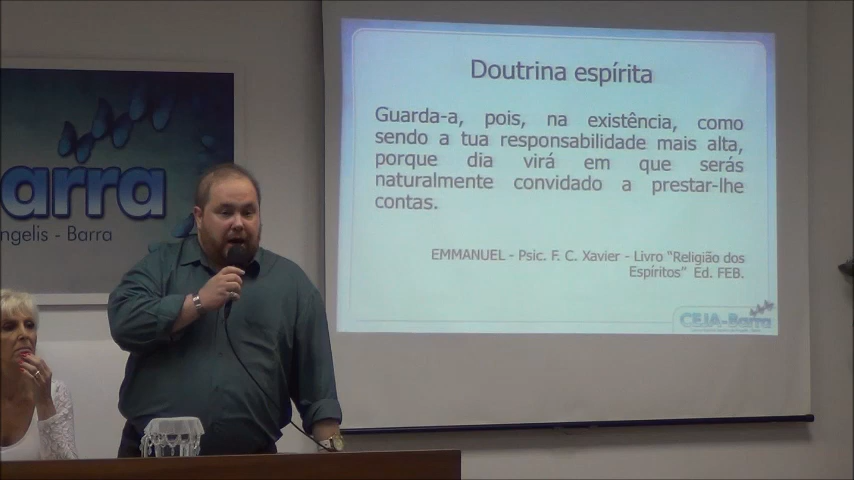 Doutrina espírita
Guarda-a, pois, na existência, como
sendo a tua responsabilidade mais alta,
porque dia virá em que serás
naturalmente convidado a prestar-lhe
contas.
EMMANUEL - Psic. F. C. Xavier - Livro "Religião dos
Espíritos" Ed. FEB.
CEJA-Barra
arra
ngelis - Barra